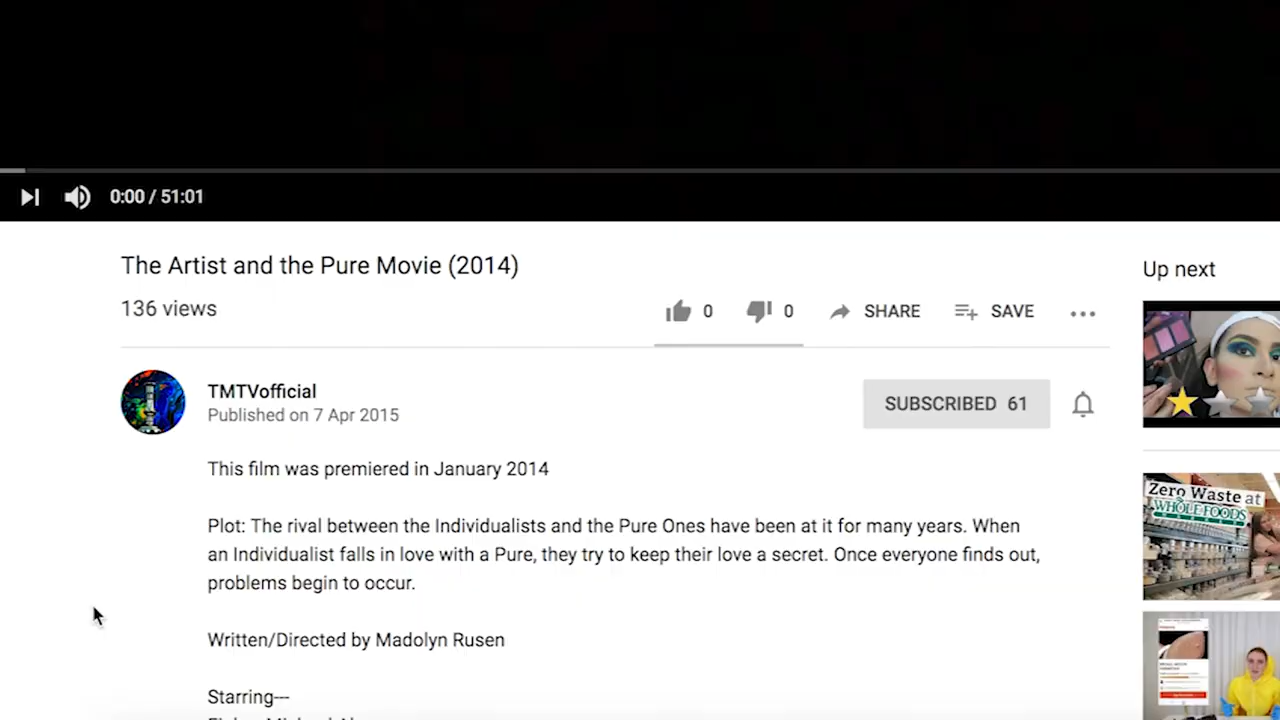 0:00 / 51:01
The Artist and the Pure Movie (2014)
136 views
0
0
SHARE
SAVE
Up next
TMTVofficial
Published on 7 Apr 2015
SUBSCRIBED 61
This film was premiered in January 2014
Plot: The rival between the Individualists and the Pure Ones have been at it for many years. When
an Individualist falls in love with a Pure, they try to keep their love a secret. Once everyone finds out,
problems begin to occur.
Written/Directed by Madolyn Rusen
Starring---
Zero Waste at
WHOLE FOODS